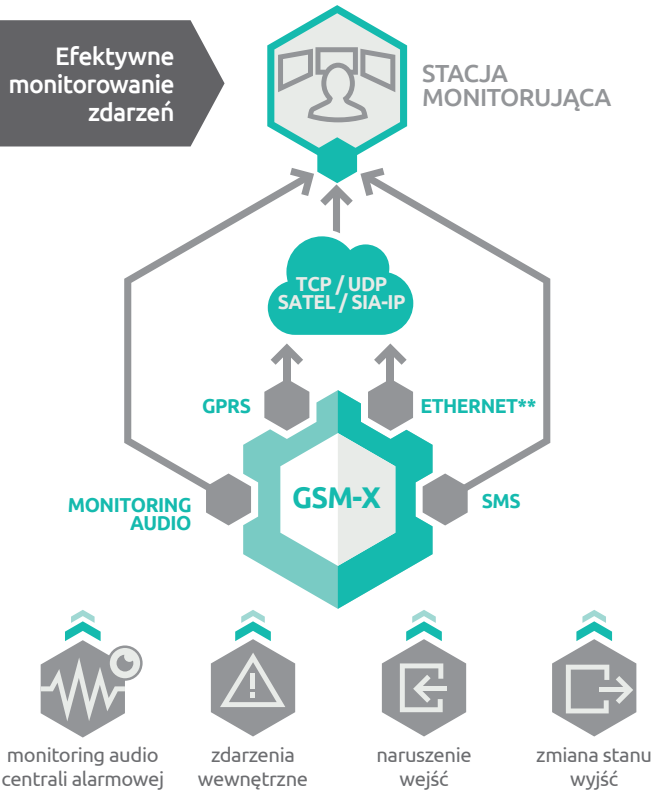 Efektywne
monitorowanie
zdarzeń
STACJA
MONITORUJĄCA
TCP / UDP
SATEL / SIA-IP
GPRS
ETHERNET**
GSM-X
MONITORING
AUDIO
SMS
monitoring audio
centrali alarmowej
zdarzenia
wewnętrzne
naruszenie
wejść
zmiana stanu
wyjść